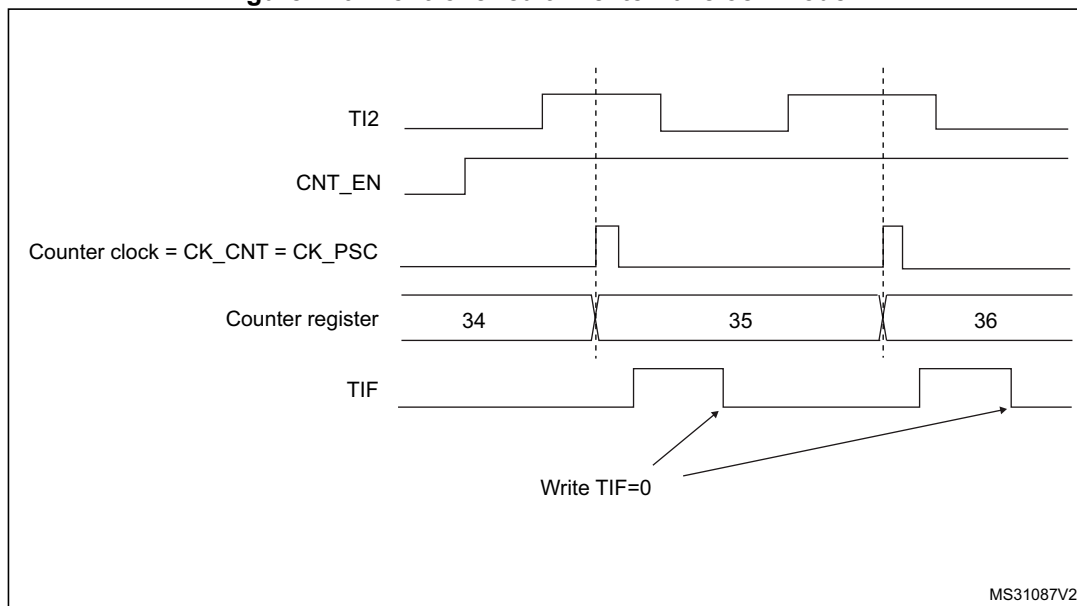 TI2
CNT_EN
Counter clock = CK_CNT = CK_PSC
Counter register 34 35 36
TIF
Write TIF=0
MS31087V2